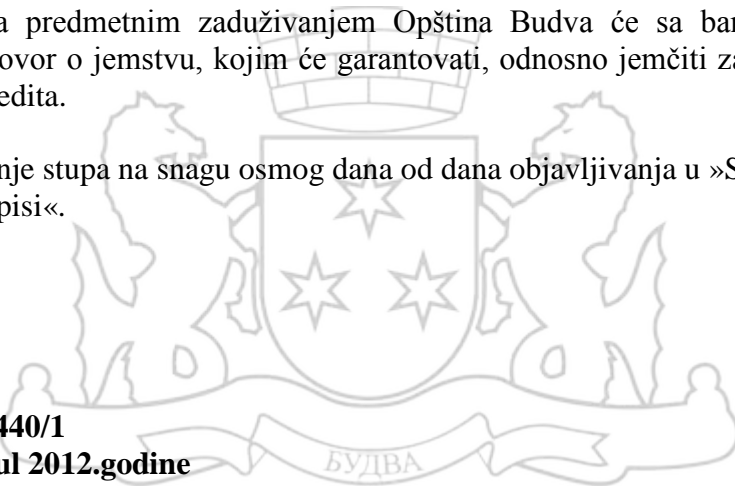 a predmetnim zaduživanjem Opština Budva će sa ban
ovor o jemstvu, kojim će garantovati, odnosno jemčiti za
edita.
nje stupa na snagu osmog dana od dana objavljivanja u »S
pisi«.
440/1
ul 2012.godine
БУДВА